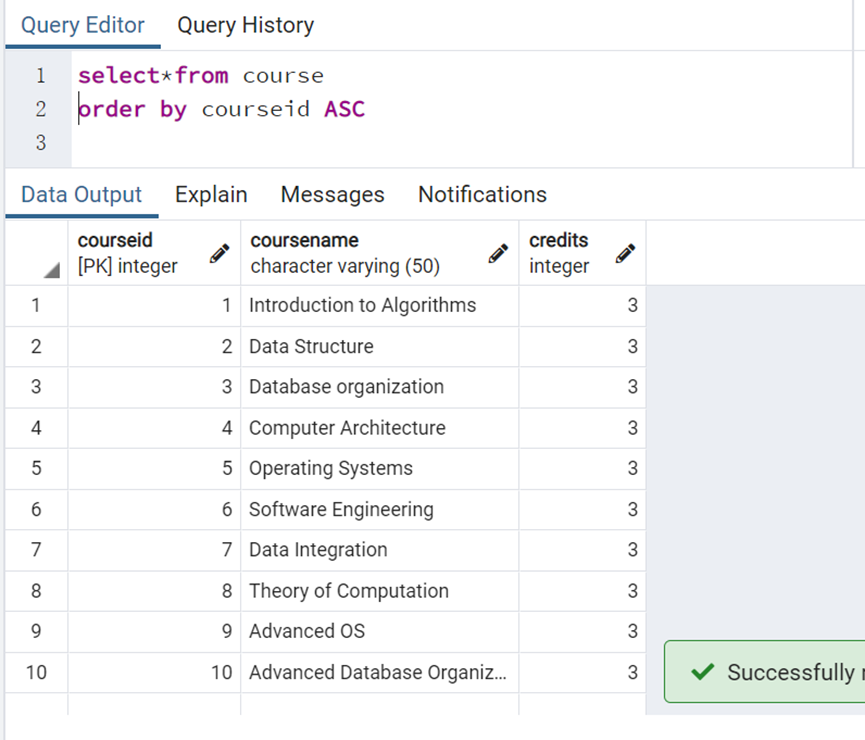 Query Editor Query History
1 select*from course
2 order by courseid ASC
3
Data Output Explain Messages Notifications
courseid coursename credits
[PK] integer character varying (50) integer
1 1 Introduction to Algorithms 3
2 2 Data Structure 3
3 3 Database organization 3
4 4 Computer Architecture 3
5 5 Operating Systems 3
6 6 Software Engineering 3
7 7 Data Integration 3
8 8 Theory of Computation 3
9 9 Advanced OS 3
10 10 Advanced Database Organiz... 3
Successfully